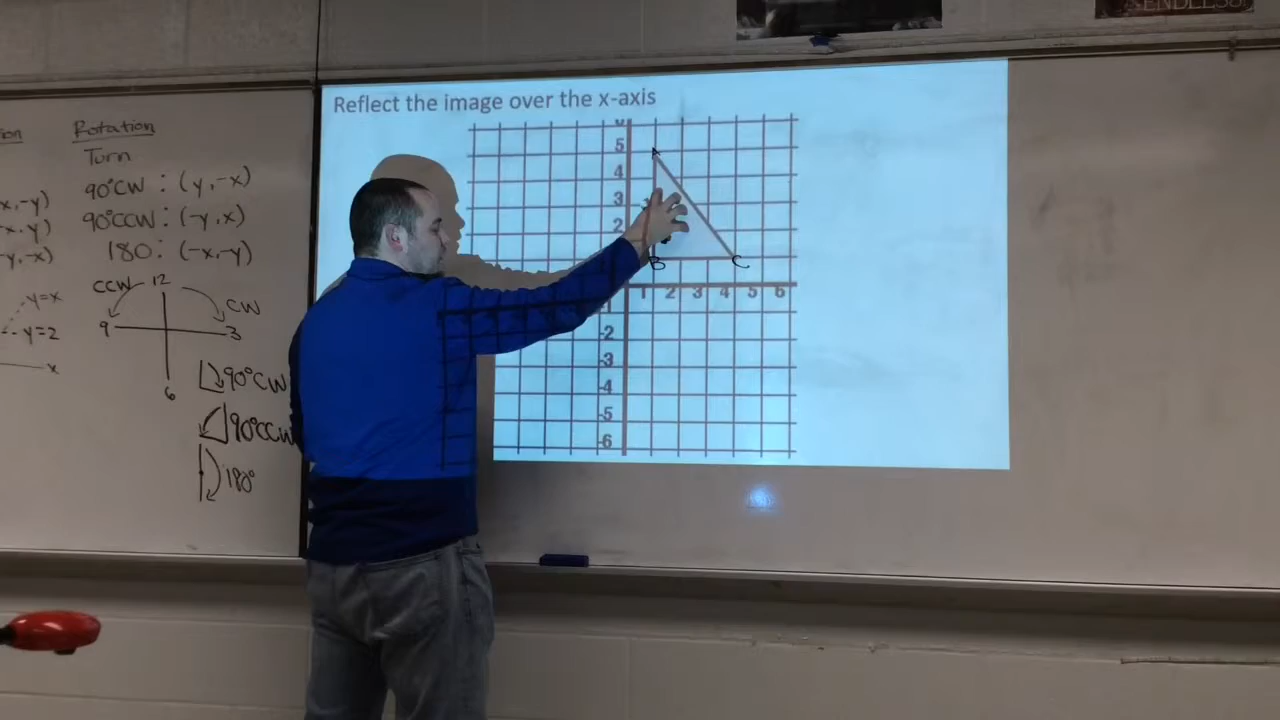 Reflect the image over the x-axis
Rotation
Turn
90°CW : (y,-x)
90°CCW : (-y,x)
180: (-x,-y)
x,-y)
-x,y)
-y,-x)
y=x
y=2
x
CCW 12 CW
9 3
6
90°CW
90°CCW
180°
y
5
4
3
2
1 2 3 4 5 6
-2
-3
-4
-5
-6
A
B
C